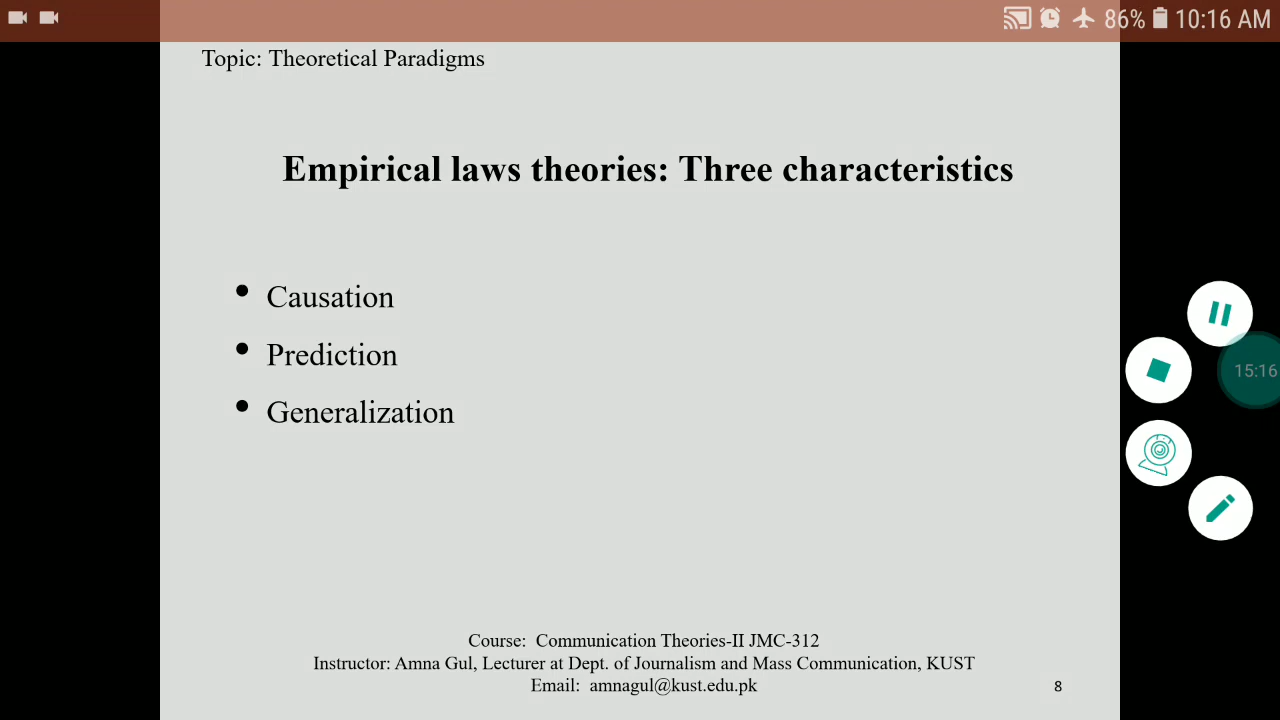 86% 10:16 AM
Topic: Theoretical Paradigms
Empirical laws theories: Three characteristics
• Causation
• Prediction
• Generalization
15:16
Course: Communication Theories-II JMC-312
Instructor: Amna Gul, Lecturer at Dept. of Journalism and Mass Communication, KUST
Email: amnagul@kust.edu.pk
8